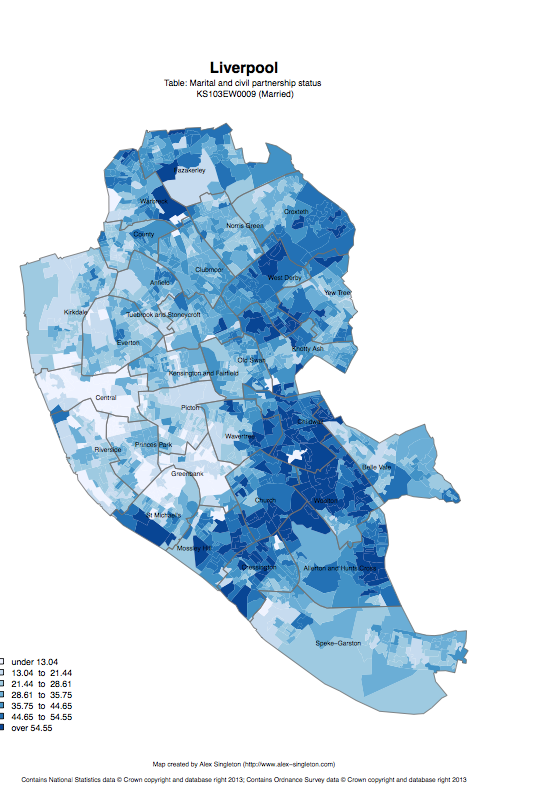 Liverpool
Table: Marital and civil partnership status
KS103EW0009 (Married)
Fazakerley
Warbreck
Croxteth
Norris Green
County
Clubmoor
West Derby
Anfield
Yew Tree
Kirkdale
Tuebrook and Stoneycroft
Everton
Knotty Ash
Old Swan
Kensington and Fairfield
Central
Picton
Childwall
Wavertree
Princes Park
Riverside
Belle Vale
Greenbank
Church
Woolton
St Michael's
Mossley Hill
Cressington
Allerton and Hunts Cross
Speke−Garston
under 13.04
13.04 to 21.44
21.44 to 28.61
28.61 to 35.75
35.75 to 44.65
44.65 to 54.55
over 54.55
Map created by Alex Singleton (http://www.alex−singleton.com)
Contains National Statistics data © Crown copyright and database right 2013; Contains Ordnance Survey data © Crown copyright and database right 2013